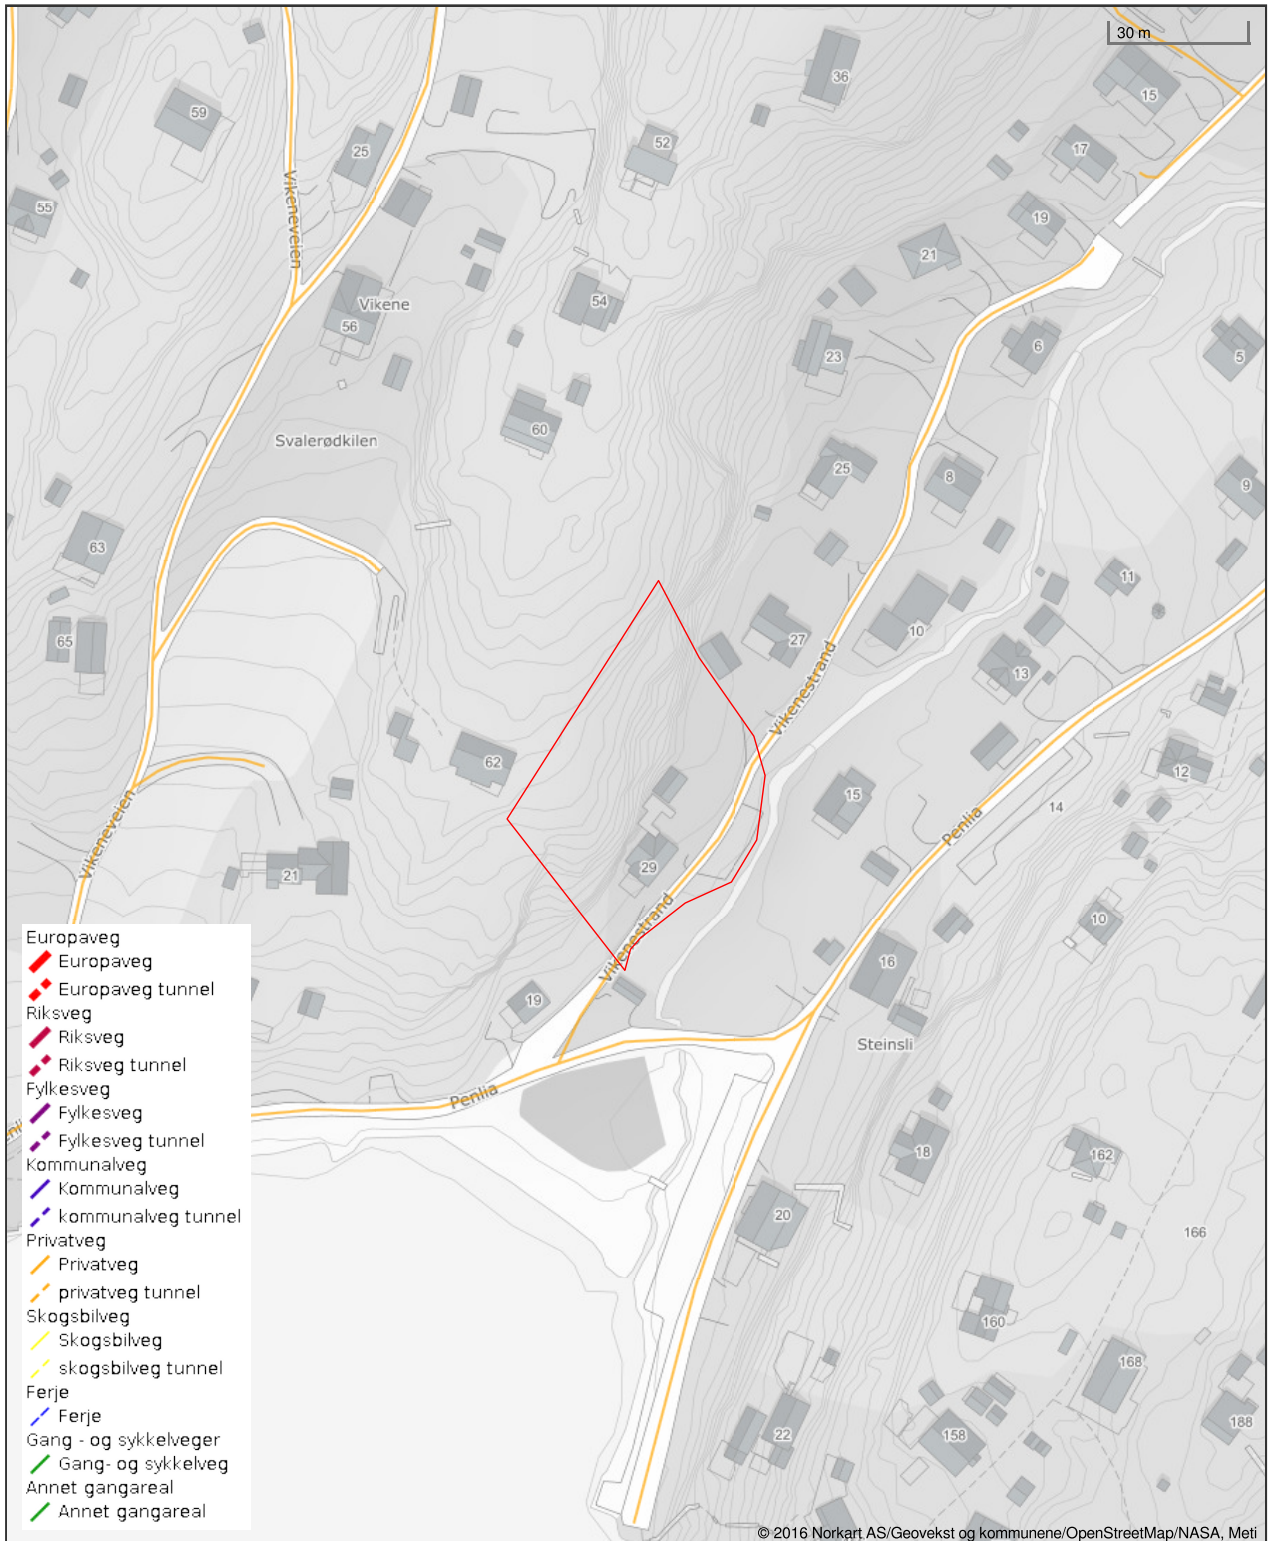 30 m
36
15
59
52
17
25
55
19
21
Vikeneveien
54
Vikene
56
23
6
5
60
Svalerødkilen
25
8
9
63
11
65
27
10
13
Vikenestrand
62
12
15
14
Penlia
Vikeneveien
29
21
10
Vikenestrand
16
19
Steinsli
Penlia
18
162
20
166
160
168
22
158
188
Europaveg
Europaveg
Europaveg tunnel
Riksveg
Riksveg
Riksveg tunnel
Fylkesveg
Fylkesveg
Fylkesveg tunnel
Kommunalveg
Kommunalveg
kommunalveg tunnel
Privatveg
Privatveg
privatveg tunnel
Skogsbilveg
Skogsbilveg
skogsbilveg tunnel
Ferje
Ferje
Gang - og sykkelveger
Gang- og sykkelveg
Annet gangareal
Annet gangareal
© 2016 Norkart AS/Geovekst og kommunene/OpenStreetMap/NASA, Meti